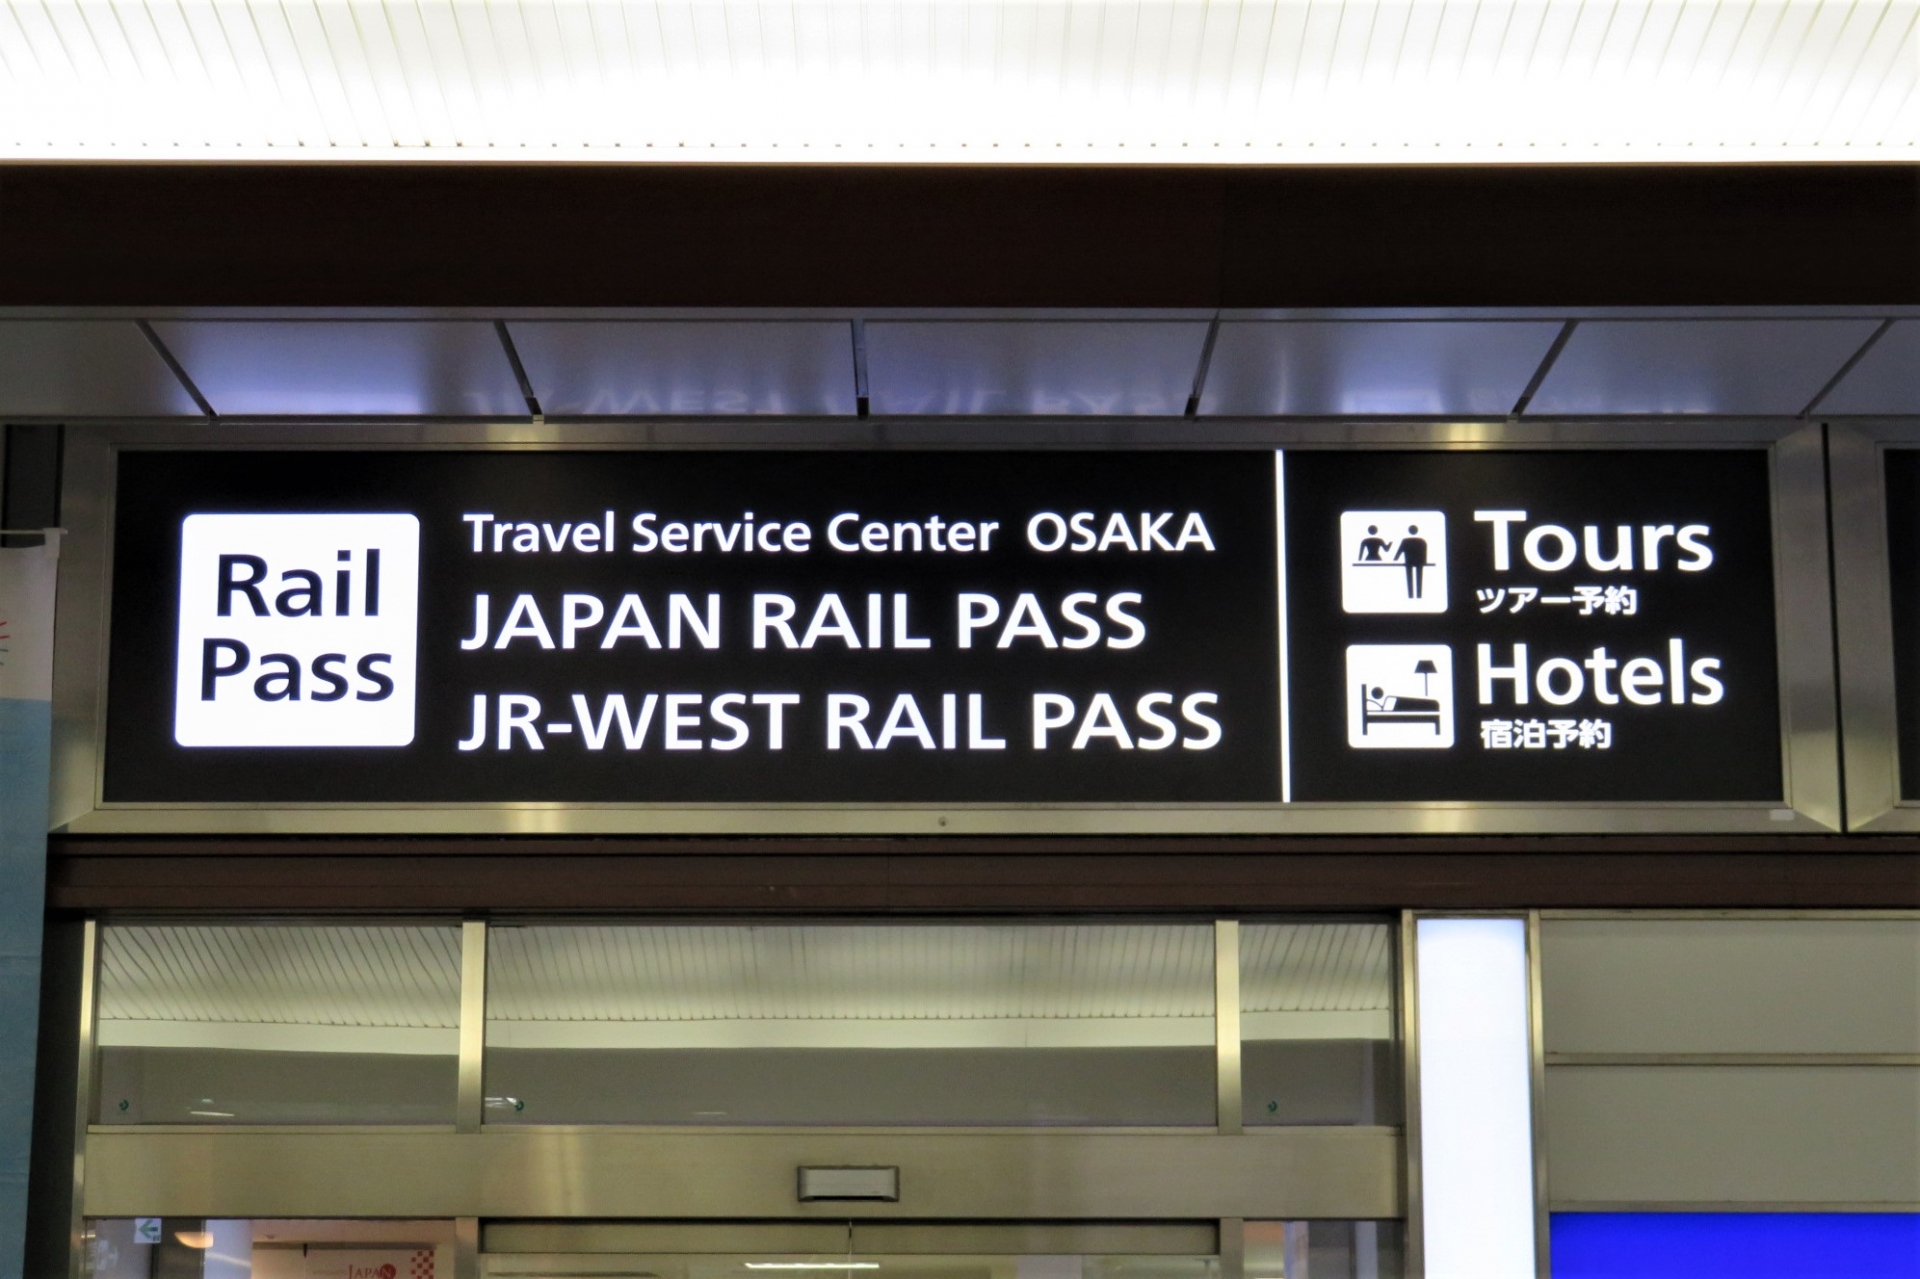 Rail
Pass
Travel Service Center OSAKA
JAPAN RAIL PASS
JR-WEST RAIL PASS
Tours
ツアー予約
Hotels
宿泊予約
JAPAN